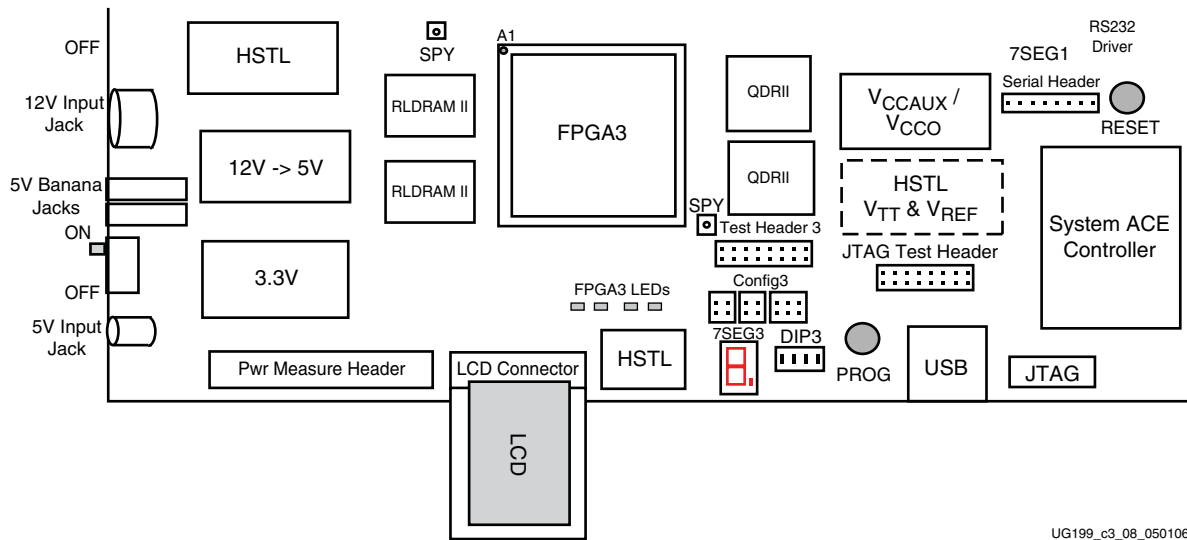 OFF
HSTL
SPY
A1
RS232
Driver
7SEG1
Serial Header
RESET
12V Input
Jack
RLDRAM II
FPGA3
QDRII
VCCAUX /
VCCO
12V -> 5V
5V Banana
Jacks
RLDRAM II
QDRII
HSTL
VTT & VREF
System ACE
Controller
SPY
Test Header 3
JTAG Test Header
ON
OFF
3.3V
FPGA3 LEDs
Config3
5V Input
Jack
7SEG3
DIP3
PROG
Pwr Measure Header
LCD Connector
HSTL
8.
USB
JTAG
LCD
UG199_c3_08_050106